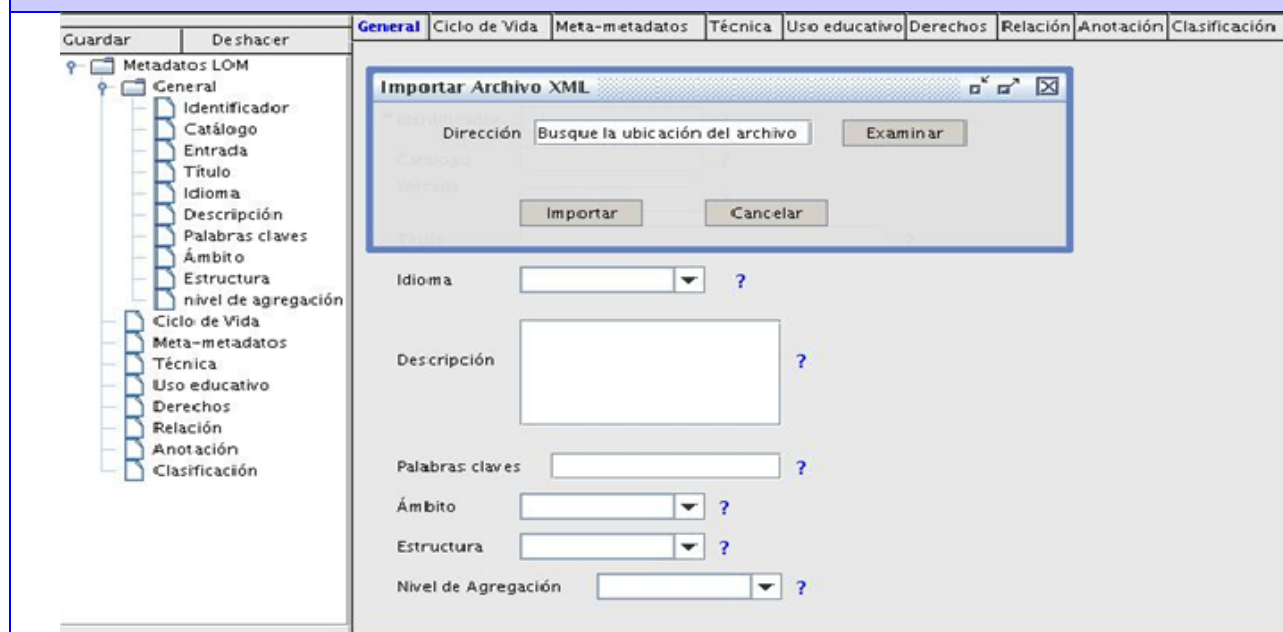 Guardar Deshacer
General Ciclo de Vida Meta-metadatos Técnica Uso educativo Derechos Relación Anotación Clasificación
Metadatos LOM
General
Identificador
Catálogo
Entrada
Título
Idioma
Descripción
Palabras claves
Ámbito
Estructura
nivel de agregación
Ciclo de Vida
Meta-metadatos
Técnica
Uso educativo
Derechos
Relación
Anotación
Clasificación
Importar Archivo XML
Dirección Busque la ubicación del archivo Examinar
Importar Cancelar
Idioma ?
Descripción ?
Palabras claves ?
Ámbito ?
Estructura ?
Nivel de Agregación ?